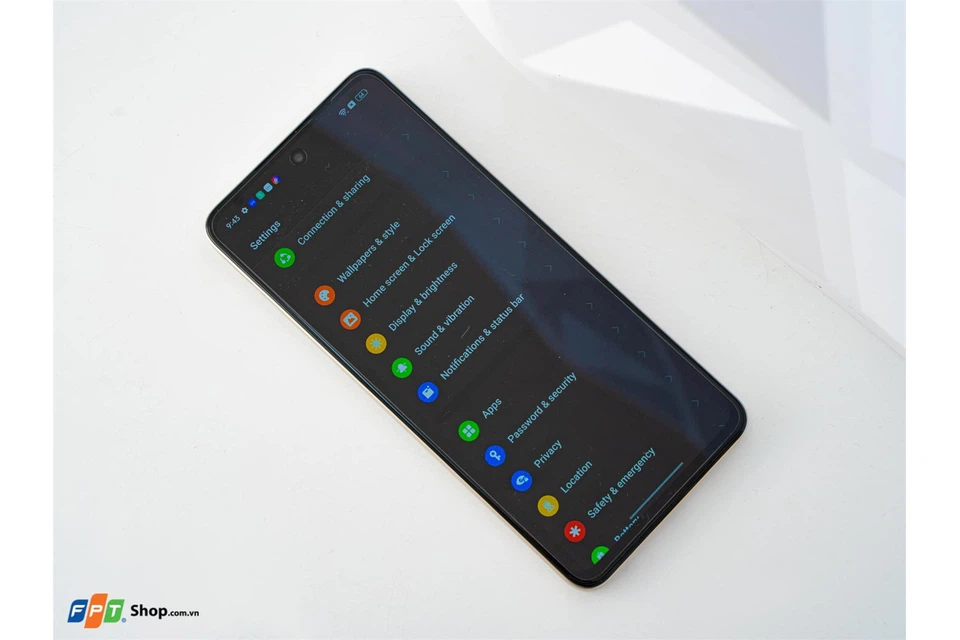 9:43
Settings
Connection & sharing
Wallpapers & style
Home screen & Lock screen
Display & brightness
Sound & vibration
Notifications & status bar
Apps
Password & security
Privacy
Location
Safety & emergency
FPT Shop.com.vn